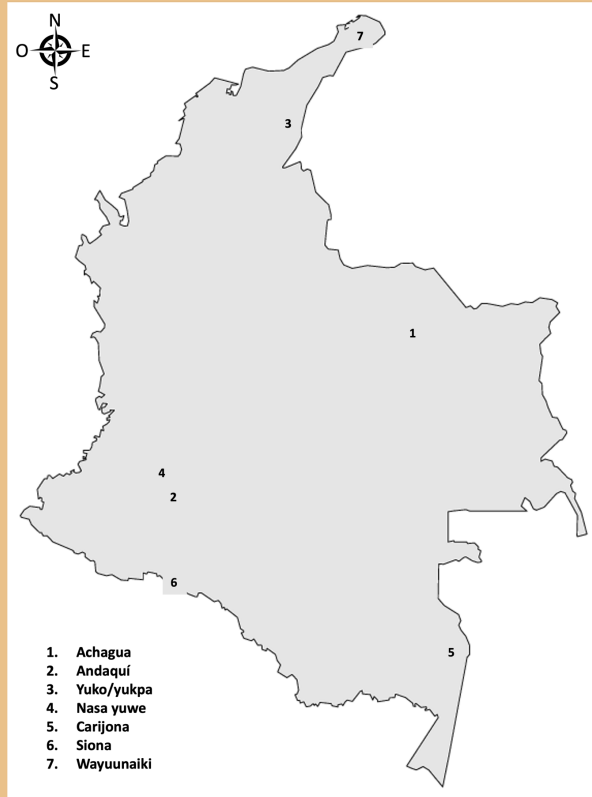 N
O E
S
7
3
1
4
2
6
5
1. Achagua
2. Andaquí
3. Yuko/yukpa
4. Nasa yuwe
5. Carijona
6. Siona
7. Wayuunaiki